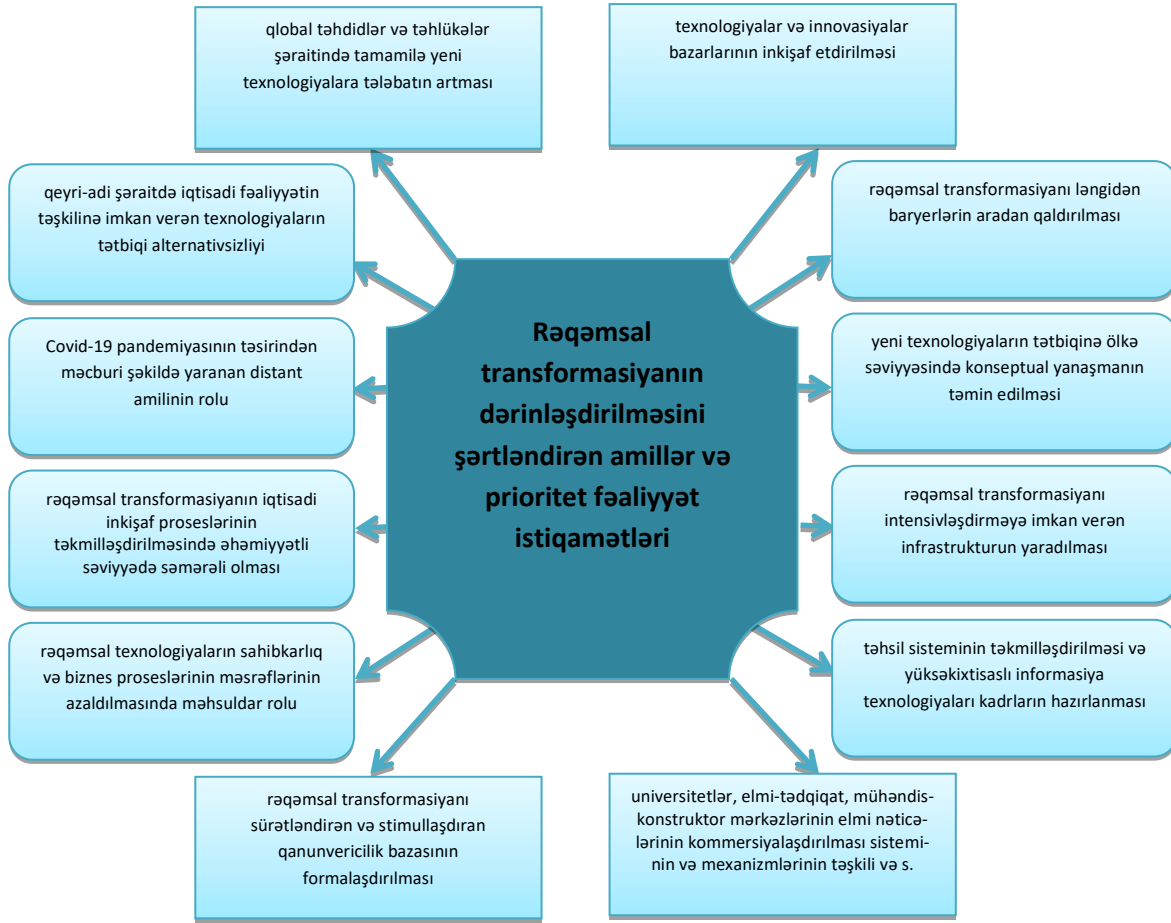 qlobal təhdidlər və təhlükələr
şəraitində tamamilə yeni
texnologiyalara tələbatın artması
texnologiyalar və innovasiyalar
bazarlarının inkişaf etdirilməsi
qeyri-adi şəraitdə iqtisadi fəaliyyətin
təşkilinə imkan verən texnologiyaların
tətbiqi alternativsizliyi
rəqəmsal transformasiyanı ləngidən
baryerlərin aradan qaldırılması
Covid-19 pandemiyasının təsirindən
məcburi şəkildə yaranan distant
amilinin rolu
Rəqəmsal
transformasiyanın
dərinləşdirilməsini
şərtləndirən amillər və
prioritet fəaliyyət
istiqamətləri
yeni texnologiyaların tətbiqinə ölkə
səviyyəsində konseptual yanaşmanın
təmin edilməsi
rəqəmsal transformasiyanın iqtisadi
inkişaf proseslərinin
təkmilləşdirilməsində əhəmiyyətli
səviyyədə səmərəli olması
rəqəmsal transformasiyanı
intensivləşdirməyə imkan verən
infrastrukturun yaradılması
rəqəmsal texnologiyaların sahibkarlıq
və biznes proseslərinin məsrəflərinin
azaldılmasında məhsuldar rolu
təhsil sisteminin təkmilləşdirilməsi və
yüksəkixtisaslı informasiya
texnologiyaları kadrların hazırlanması
rəqəmsal transformasiyanı
sürətləndirən və stimullaşdıran
qanunvericilik bazasının
formalaşdırılması
universitetlər, elmi-tədqiqat, mühəndis-
konstruktor mərkəzlərinin elmi nəticə-
lərinin kommersiyalaşdırılması sistemi-
nin və mexanizmlərinin təşkili və s.